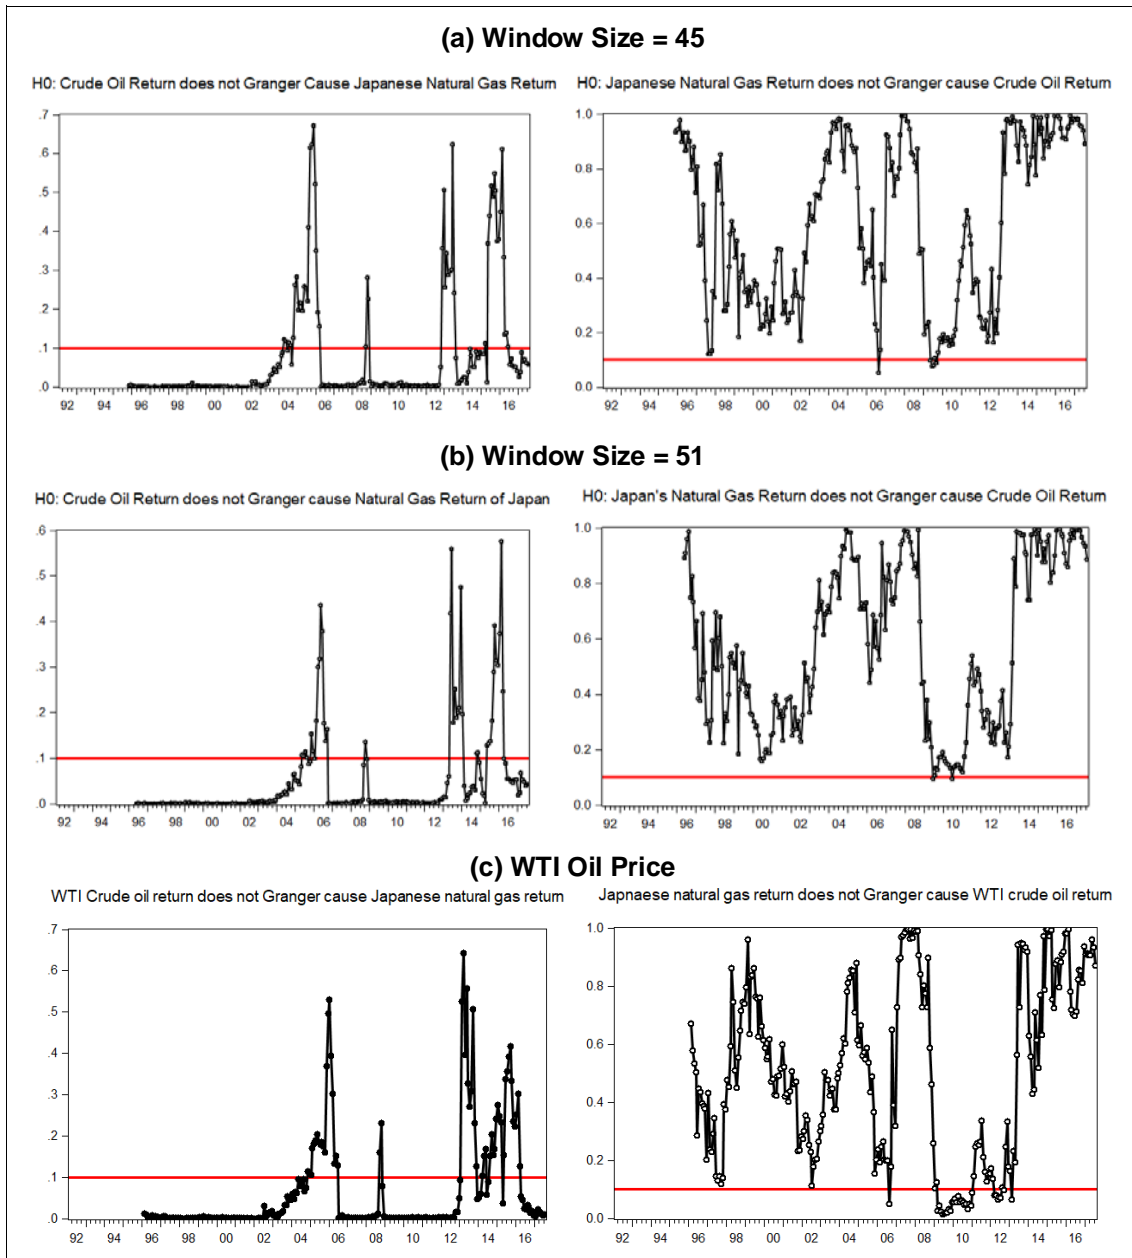 (a) Window Size = 45
H0: Crude Oil Return does not Granger Cause Japanese Natural Gas Return
H0: Japanese Natural Gas Return does not Granger cause Crude Oil Return
.7
.6
.5
.4
.3
.2
.1
.0
92 94 96 98 00 02 04 06 08 10 12 14 16
1.0
0.8
0.6
0.4
0.2
0.0
92 94 96 98 00 02 04 06 08 10 12 14 16
(b) Window Size = 51
H0: Crude Oil Return does not Granger cause Natural Gas Return of Japan
H0: Japan's Natural Gas Return does not Granger cause Crude Oil Return
.6
.5
.4
.3
.2
.1
.0
92 94 96 98 00 02 04 06 08 10 12 14 16
1.0
0.8
0.6
0.4
0.2
0.0
92 94 96 98 00 02 04 06 08 10 12 14 16
(c) WTI Oil Price
WTI Crude oil return does not Granger cause Japanese natural gas return
Japnaese natural gas return does not Granger cause WTI crude oil return
.7
.6
.5
.4
.3
.2
.1
.0
92 94 96 98 00 02 04 06 08 10 12 14 16
1.0
0.8
0.6
0.4
0.2
0.0
92 94 96 98 00 02 04 06 08 10 12 14 16